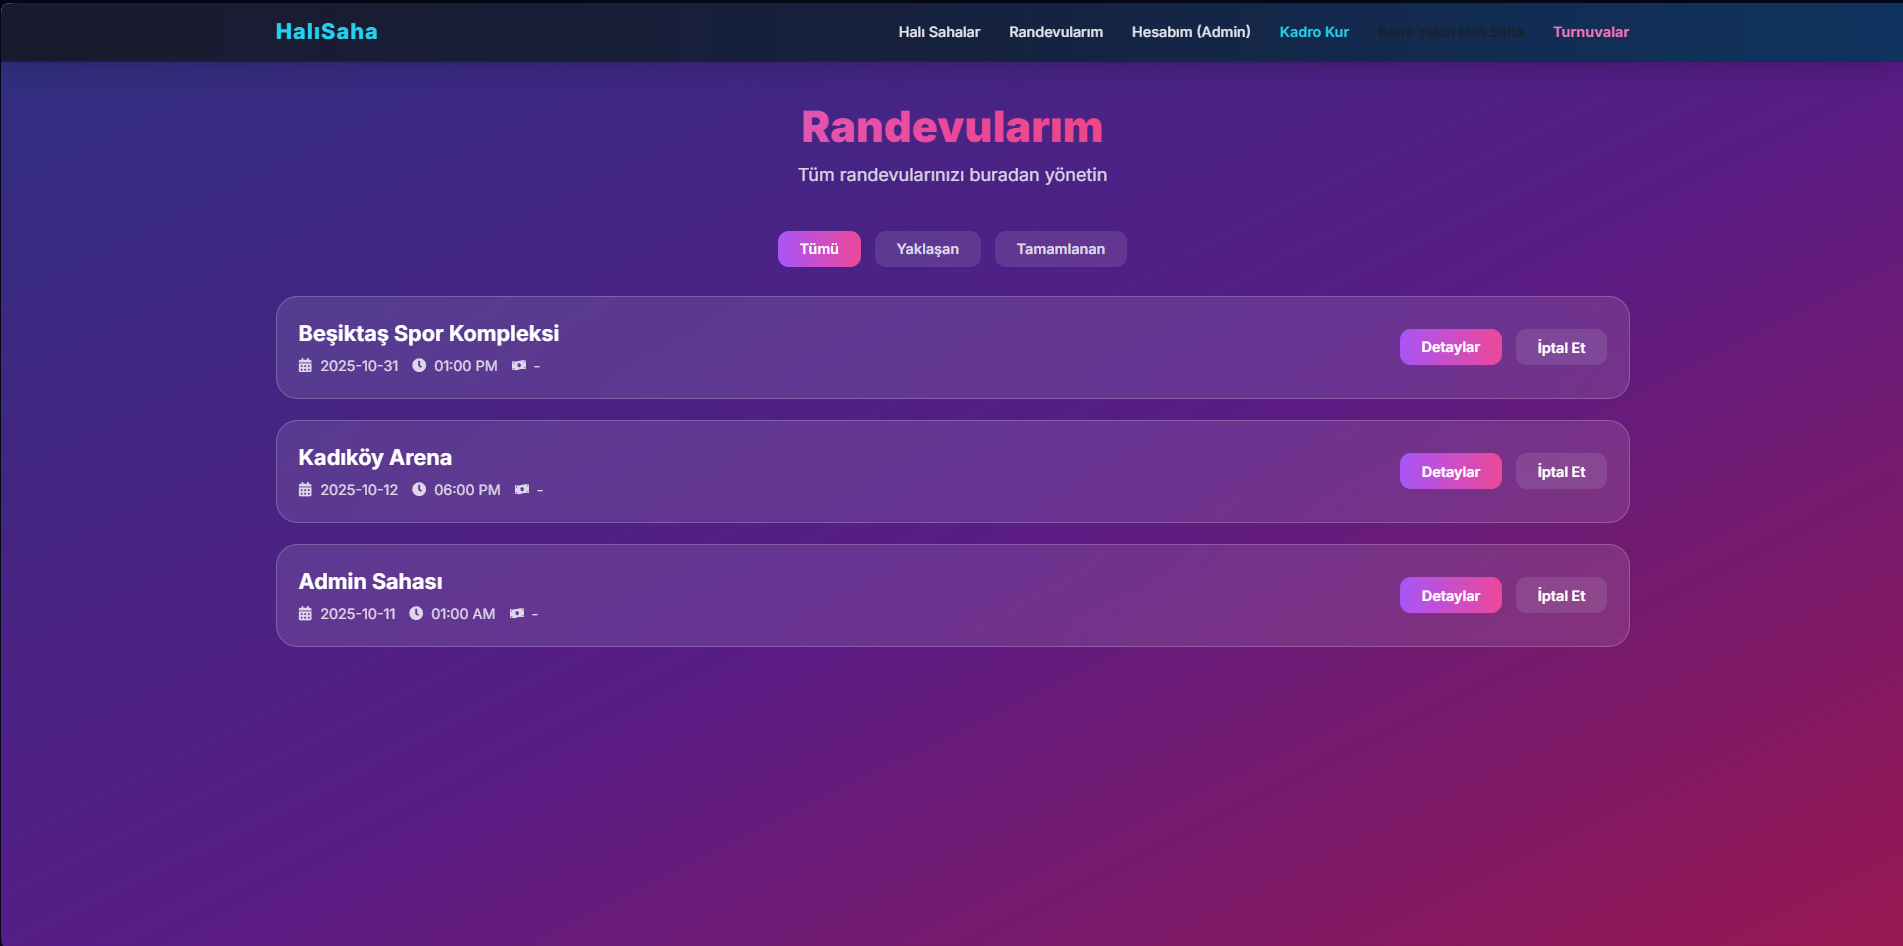 HalıSaha
Halı Sahalar Randevularım Hesabım (Admin) Kadro Kur Bana Yakın Halı Saha Turnuvalar
Randevularım
Tüm randevularınızı buradan yönetin
Tümü Yaklaşan Tamamlanan
Beşiktaş Spor Kompleksi
2025-10-31 01:00 PM -
Detaylar İptal Et
Kadıköy Arena
2025-10-12 06:00 PM -
Detaylar İptal Et
Admin Sahası
2025-10-11 01:00 AM -
Detaylar İptal Et